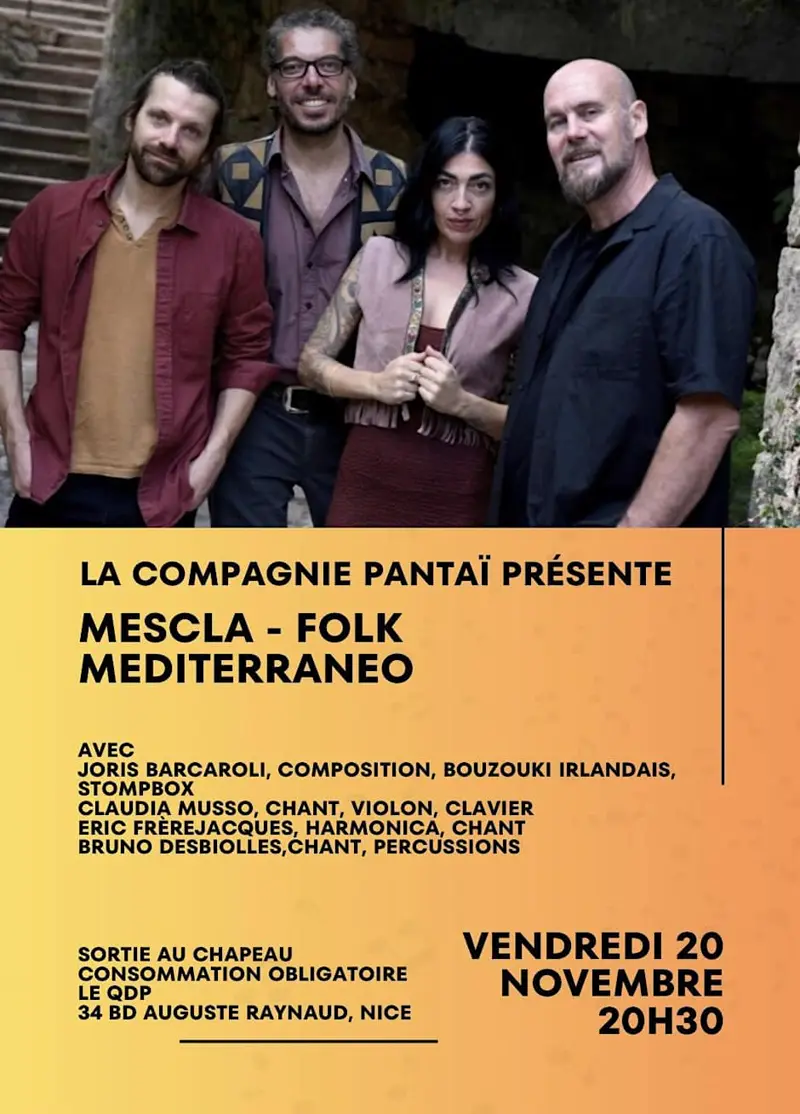 LA COMPAGNIE PANTAÏ PRÉSENTE
MESCLA - FOLK
MEDITERRANEO
AVEC
JORIS BARCAROLI, COMPOSITION, BOUZOUKI IRLANDAIS,
STOMPBOX
CLAUDIA MUSSO, CHANT, VIOLON, CLAVIER
ERIC FRÈREJACQUES, HARMONICA, CHANT
BRUNO DESBIOLLES,CHANT, PERCUSSIONS
SORTIE AU CHAPEAU
CONSOMMATION OBLIGATOIRE
LE QDP
34 BD AUGUSTE RAYNAUD, NICE
VENDREDI 20
NOVEMBRE
20H30